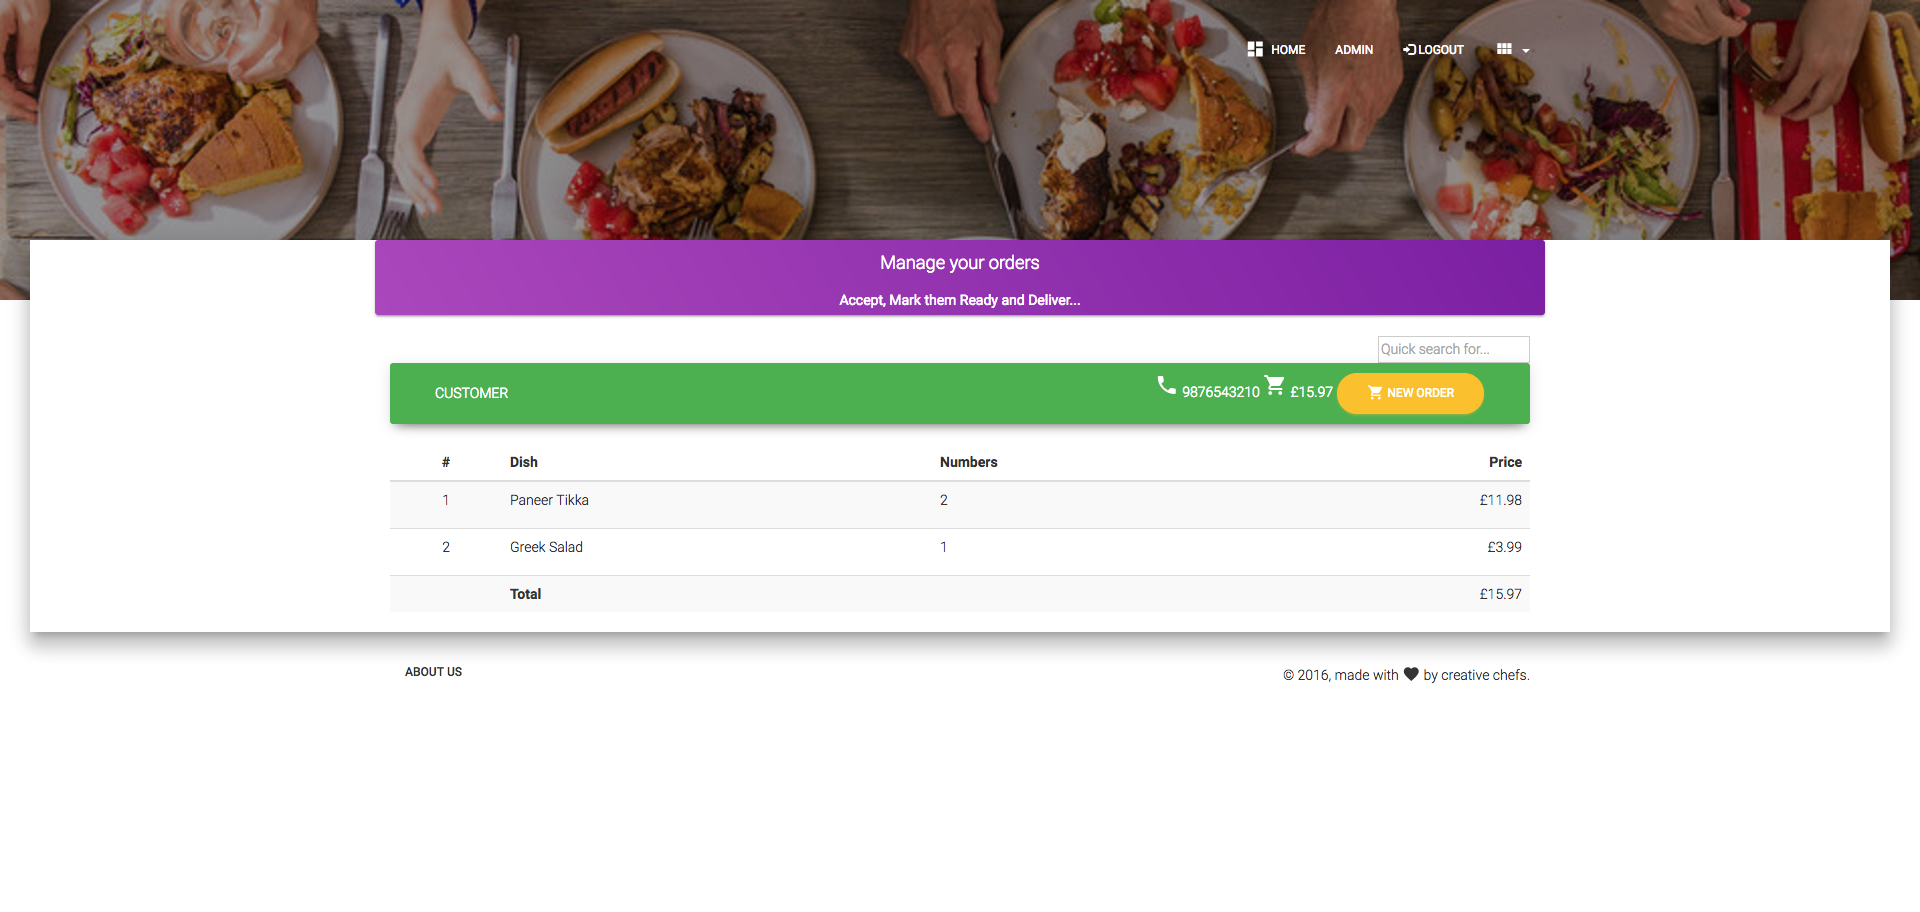 HOME ADMIN LOGOUT
Manage your orders
Accept, Mark them Ready and Deliver...
Quick search for...
CUSTOMER 9876543210 £15.97 NEW ORDER
# Dish Numbers Price
1 Paneer Tikka 2 £11.98
2 Greek Salad 1 £3.99
Total £15.97
ABOUT US © 2016, made with ♥ by creative chefs.